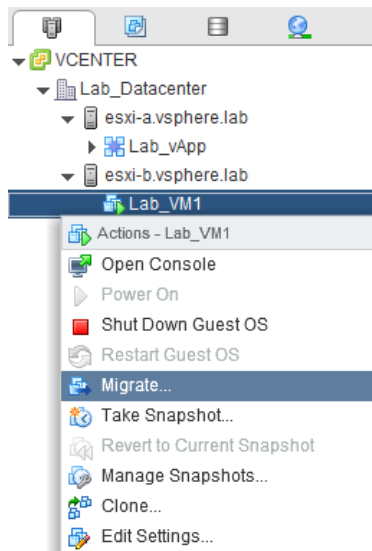 VCENTER
Lab_Datacenter
esxi-a.vsphere.lab
Lab_vApp
esxi-b.vsphere.lab
Lab_VM1
Actions - Lab_VM1
Open Console
Power On
Shut Down Guest OS
Restart Guest OS
Migrate...
Take Snapshot...
Revert to Current Snapshot
Manage Snapshots...
Clone...
Edit Settings...